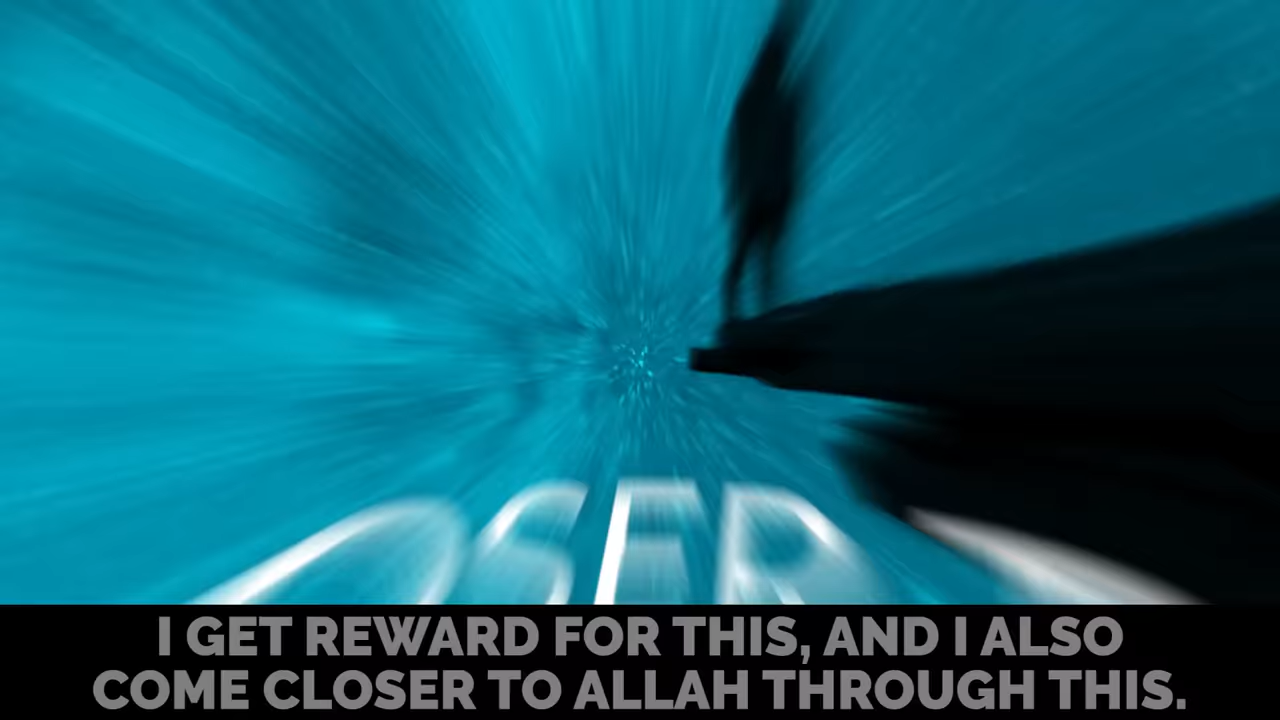 I GET REWARD FOR THIS, AND I ALSO
COME CLOSER TO ALLAH THROUGH THIS.